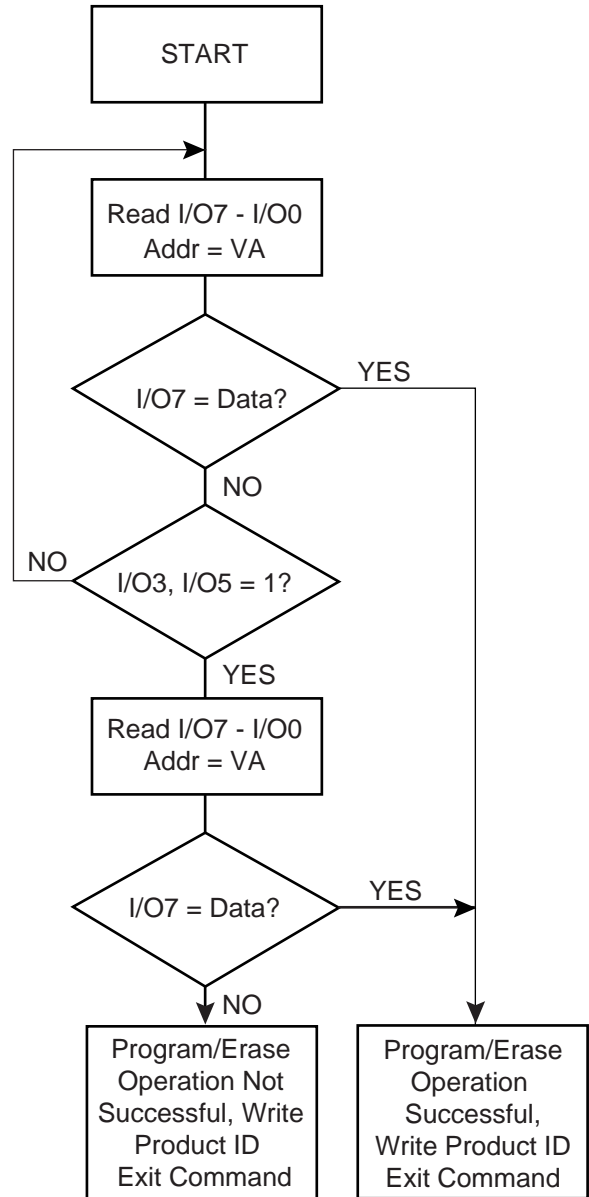 START
Read I/O7 - I/O0
Addr = VA
I/O7 = Data?
YES
NO
I/O3, I/O5 = 1?
NO
YES
Read I/O7 - I/O0
Addr = VA
I/O7 = Data?
YES
NO
Program/Erase
Operation Not
Successful, Write
Product ID
Exit Command
Program/Erase
Operation
Successful,
Write Product ID
Exit Command